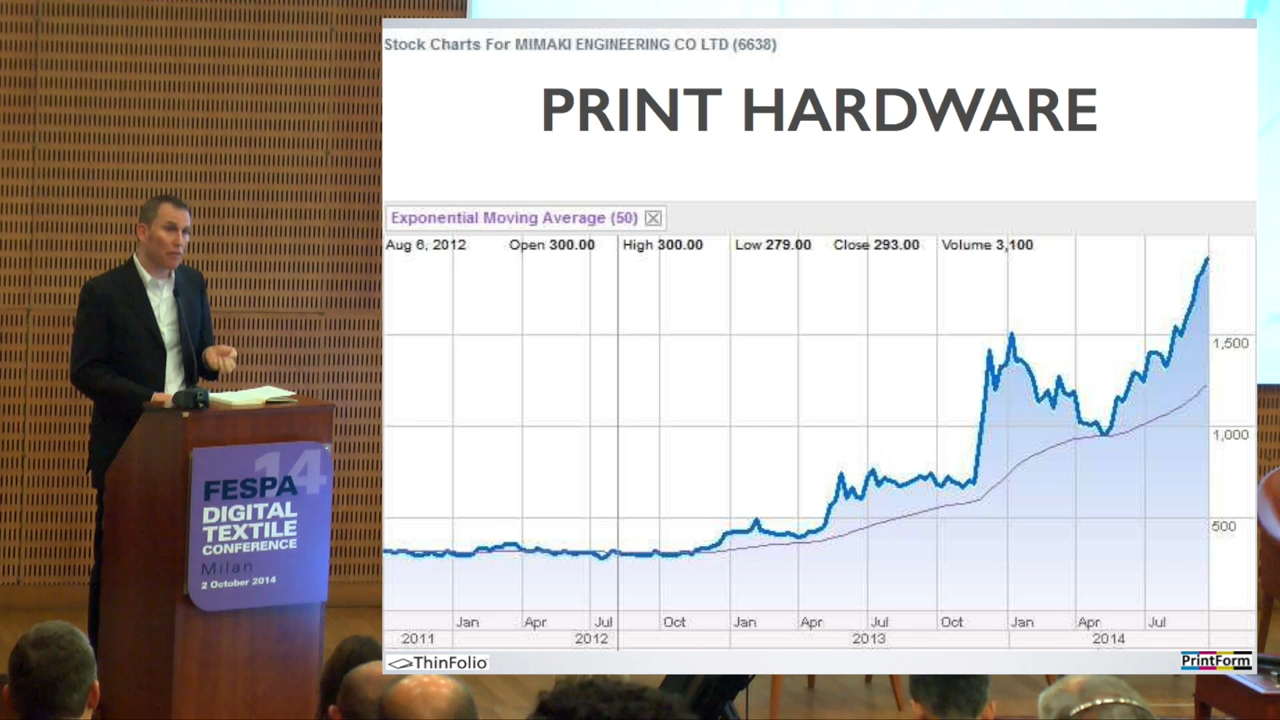 Stock Charts For MIMAKI ENGINEERING CO LTD (6638)
PRINT HARDWARE
Exponential Moving Average (50)
Aug 6, 2012 Open 300.00 High 300.00 Low 279.00 Close 293.00 Volume 3,100
1,500
1,000
500
Jan Apr Jul Oct Jan Apr Jul Oct Jan Apr Jul
2011 2012 2013 2014
ThinFolio
PrintForm
14
FESPA
DIGITAL
TEXTILE
CONFERENCE
Milan
2 October 2014